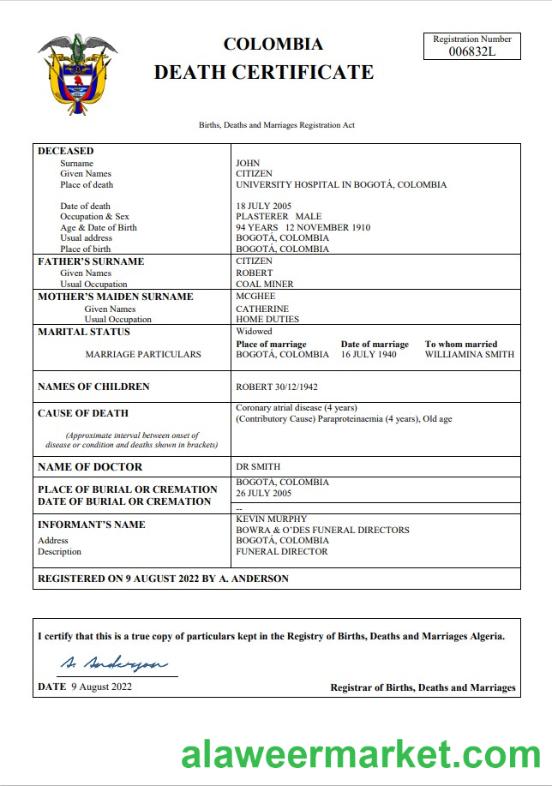 COLOMBIA
DEATH CERTIFICATE
Registration Number
006832L
Births, Deaths and Marriages Registration Act
DECEASED
Surname JOHN
Given Names CITIZEN
Place of death UNIVERSITY HOSPITAL IN BOGOTÁ, COLOMBIA
Date of death 18 JULY 2005
Occupation & Sex PLASTERER MALE
Age & Date of Birth 94 YEARS 12 NOVEMBER 1910
Usual address BOGOTÁ, COLOMBIA
Place of birth BOGOTÁ, COLOMBIA
FATHER'S SURNAME CITIZEN
Given Names ROBERT
Usual Occupation COAL MINER
MOTHER'S MAIDEN SURNAME MCGHEE
Given Names CATHERINE
Usual Occupation HOME DUTIES
MARITAL STATUS Widowed
Place of marriage Date of marriage To whom married
MARRIAGE PARTICULARS BOGOTÁ, COLOMBIA 16 JULY 1940 WILLIAMINA SMITH
NAMES OF CHILDREN ROBERT 30/12/1942
CAUSE OF DEATH Coronary atrial disease (4 years)
(Contributory Cause) Paraproteinaemia (4 years), Old age
(Approximate interval between onset of
disease or condition and deaths shown in brackets)
NAME OF DOCTOR DR SMITH
PLACE OF BURIAL OR CREMATION BOGOTÁ, COLOMBIA
DATE OF BURIAL OR CREMATION 26 JULY 2005
--
INFORMANT'S NAME KEVIN MURPHY
BOWRA & O'DES FUNERAL DIRECTORS
Address BOGOTÁ, COLOMBIA
Description FUNERAL DIRECTOR
REGISTERED ON 9 AUGUST 2022 BY A. ANDERSON
I certify that this is a true copy of particulars kept in the Registry of Births, Deaths and Marriages Algeria.
A. Anderson
DATE 9 August 2022 Registrar of Births, Deaths and Marriages
alaweermarket.com